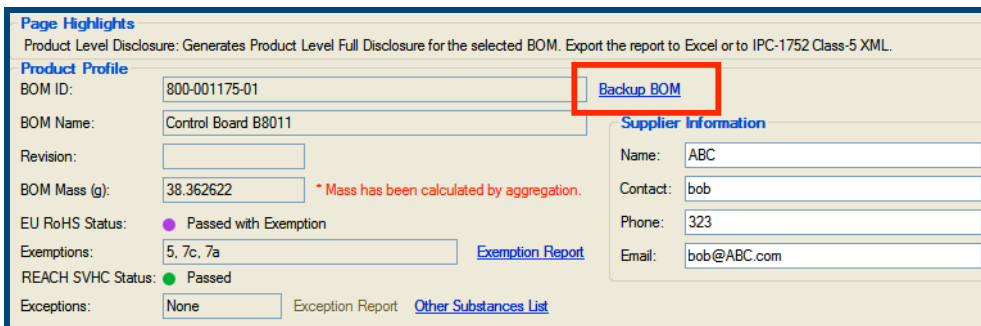 Page Highlights
Product Level Disclosure: Generates Product Level Full Disclosure for the selected BOM. Export the report to Excel or to IPC-1752 Class-5 XML.
Product Profile
BOM ID: 800-001175-01 Backup BOM
BOM Name: Control Board B8011
Revision:
BOM Mass (g): 38.362622 * Mass has been calculated by aggregation.
EU RoHS Status: Passed with Exemption
Exemptions: 5, 7c, 7a Exemption Report
REACH SVHC Status: Passed
Exceptions: None Exception Report Other Substances List
Supplier Information
Name: ABC
Contact: bob
Phone: 323
Email: bob@ABC.com